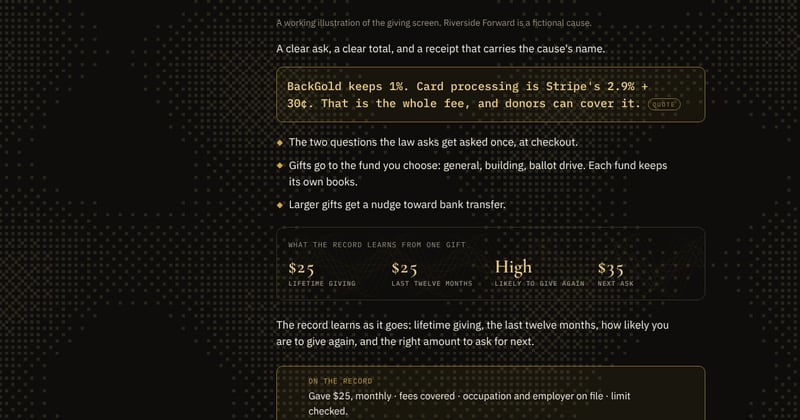 A working illustration of the giving screen. Riverside Forward is a fictional cause.
A clear ask, a clear total, and a receipt that carries the cause's name.
BackGold keeps 1%. Card processing is Stripe's 2.9% +
30¢. That is the whole fee, and donors can cover it. QUOTE
The two questions the law asks get asked once, at checkout.
Gifts go to the fund you choose: general, building, ballot drive. Each fund keeps
its own books.
Larger gifts get a nudge toward bank transfer.
WHAT THE RECORD LEARNS FROM ONE GIFT
$25 $25 High $35
LIFETIME GIVING LAST TWELVE MONTHS LIKELY TO GIVE AGAIN NEXT ASK
The record learns as it goes: lifetime giving, the last twelve months, how likely you
are to give again, and the right amount to ask for next.
ON THE RECORD
Gave $25, monthly · fees covered · occupation and employer on file · limit
checked.